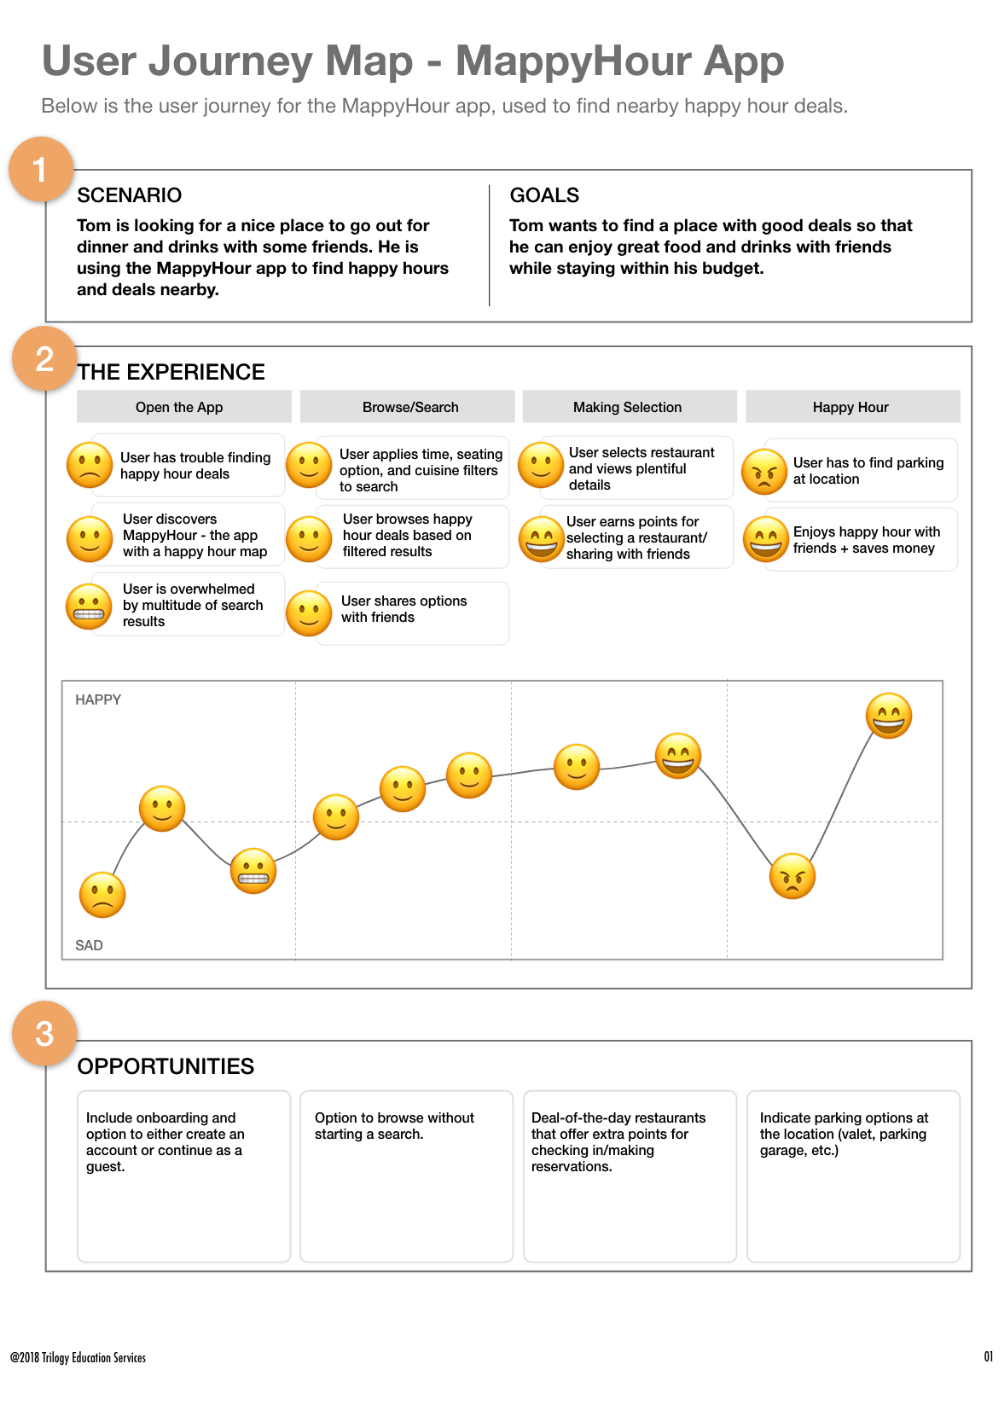 User Journey Map - MappyHour App
Below is the user journey for the MappyHour app, used to find nearby happy hour deals.
1
SCENARIO
Tom is looking for a nice place to go out for
dinner and drinks with some friends. He is
using the MappyHour app to find happy hours
and deals nearby.
GOALS
Tom wants to find a place with good deals so that
he can enjoy great food and drinks with friends
while staying within his budget.
2
THE EXPERIENCE
Open the App
User has trouble finding
happy hour deals
User discovers
MappyHour - the app
with a happy hour map
User is overwhelmed
by multitude of search
results
Browse/Search
User applies time, seating
option, and cuisine filters
to search
User browses happy
hour deals based on
filtered results
User shares options
with friends
Making Selection
User selects restaurant
and views plentiful
details
User earns points for
selecting a restaurant/
sharing with friends
Happy Hour
User has to find parking
at location
Enjoys happy hour with
friends + saves money
HAPPY
SAD
3
OPPORTUNITIES
Include onboarding and
option to either create an
account or continue as a
guest.
Option to browse without
starting a search.
Deal-of-the-day restaurants
that offer extra points for
checking in/making
reservations.
Indicate parking options at
the location (valet, parking
garage, etc.)
@2018 Trilogy Education Services
01